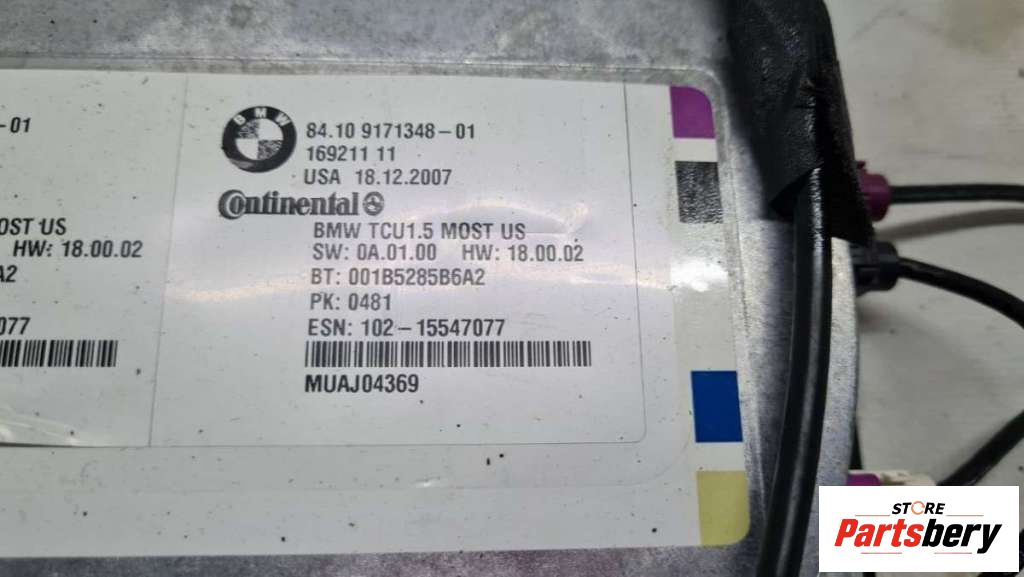 -01
OST US
HW: 18.00.02
A2
077
BMW
84.10 9171348-01
169211 11
USA 18.12.2007
Continental
BMW TCU1.5 MOST US
SW: 0A.01.00 HW: 18.00.02
BT: 001B5285B6A2
PK: 0481
ESN: 102-15547077
MUAJ04369
STORE
Partsbery